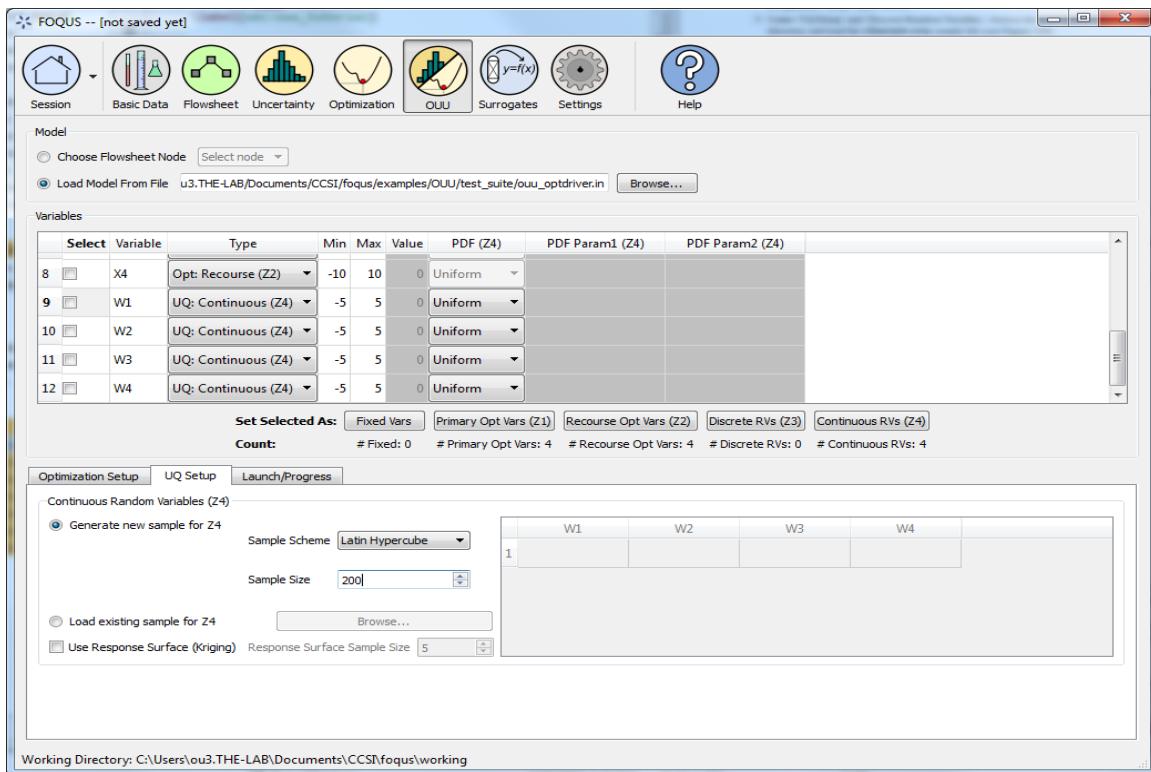 FOQUS -- [not saved yet]
y=f(x)
Session Basic Data Flowsheet Uncertainty Optimization OUU Surrogates Settings Help
Model
Choose Flowsheet Node Select node
Load Model From File u3.THE-LAB/Documents/CCSI/foqus/examples/OUU/test_suite/ouu_optdriver.in Browse...
Variables
Select Variable Type Min Max Value PDF (Z4) PDF Param1 (Z4) PDF Param2 (Z4)
8 X4 Opt: Recourse (Z2) -10 10 0 Uniform
9 W1 UQ: Continuous (Z4) -5 5 0 Uniform
10 W2 UQ: Continuous (Z4) -5 5 0 Uniform
11 W3 UQ: Continuous (Z4) -5 5 0 Uniform
12 W4 UQ: Continuous (Z4) -5 5 0 Uniform
Set Selected As: Fixed Vars Primary Opt Vars (Z1) Recourse Opt Vars (Z2) Discrete RVs (Z3) Continuous RVs (Z4)
Count: # Fixed: 0 # Primary Opt Vars: 4 # Recourse Opt Vars: 4 # Discrete RVs: 0 # Continuous RVs: 4
Optimization Setup UQ Setup Launch/Progress
Continuous Random Variables (Z4)
Generate new sample for Z4
Sample Scheme Latin Hypercube
Sample Size 200
W1 W2 W3 W4
1
Load existing sample for Z4 Browse...
Use Response Surface (Kriging) Response Surface Sample Size 5
Working Directory: C:\Users\ou3.THE-LAB\Documents\CCSI\foqus\working